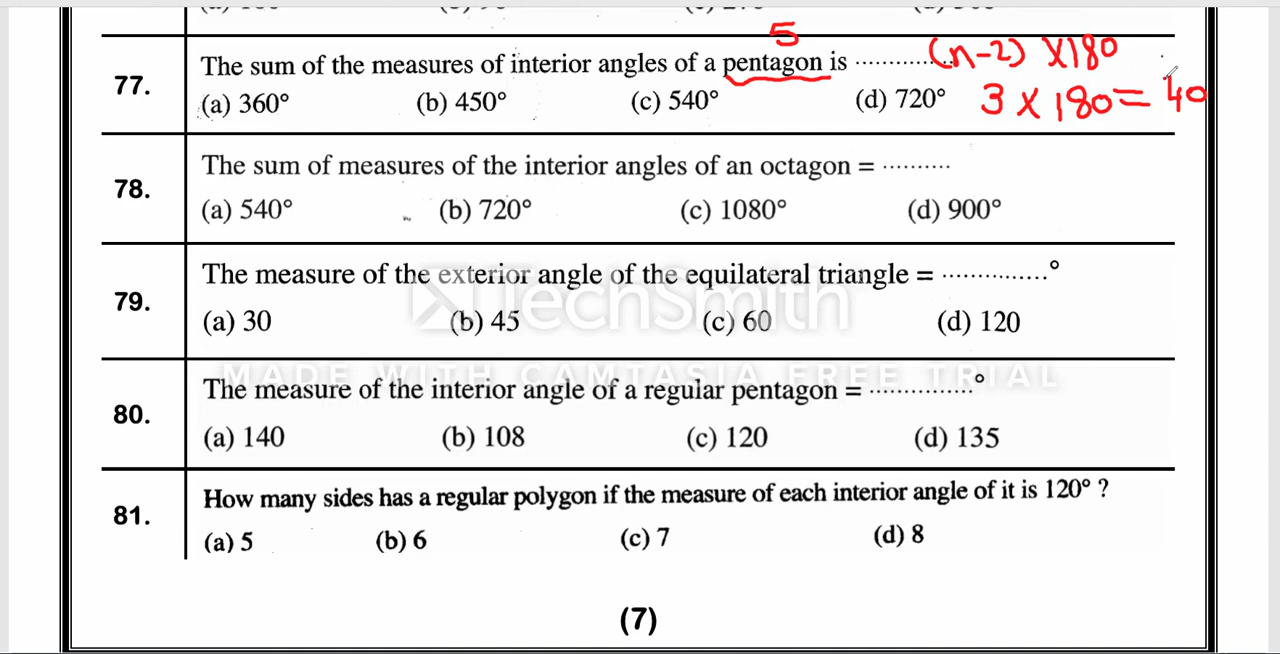 5
77. The sum of the measures of interior angles of a pentagon is .............. (n-2) ×180
(a) 360° (b) 450° (c) 540° (d) 720° 3 × 180 = 40
78. The sum of measures of the interior angles of an octagon = ..........
(a) 540° (b) 720° (c) 1080° (d) 900°
79. The measure of the exterior angle of the equilateral triangle = ...............°
TechSmith
(a) 30 (b) 45 (c) 60 (d) 120
MADE WITH CAMTASIA FREE TRIAL
80. The measure of the interior angle of a regular pentagon = ...............°
(a) 140 (b) 108 (c) 120 (d) 135
81. How many sides has a regular polygon if the measure of each interior angle of it is 120° ?
(a) 5 (b) 6 (c) 7 (d) 8
(7)